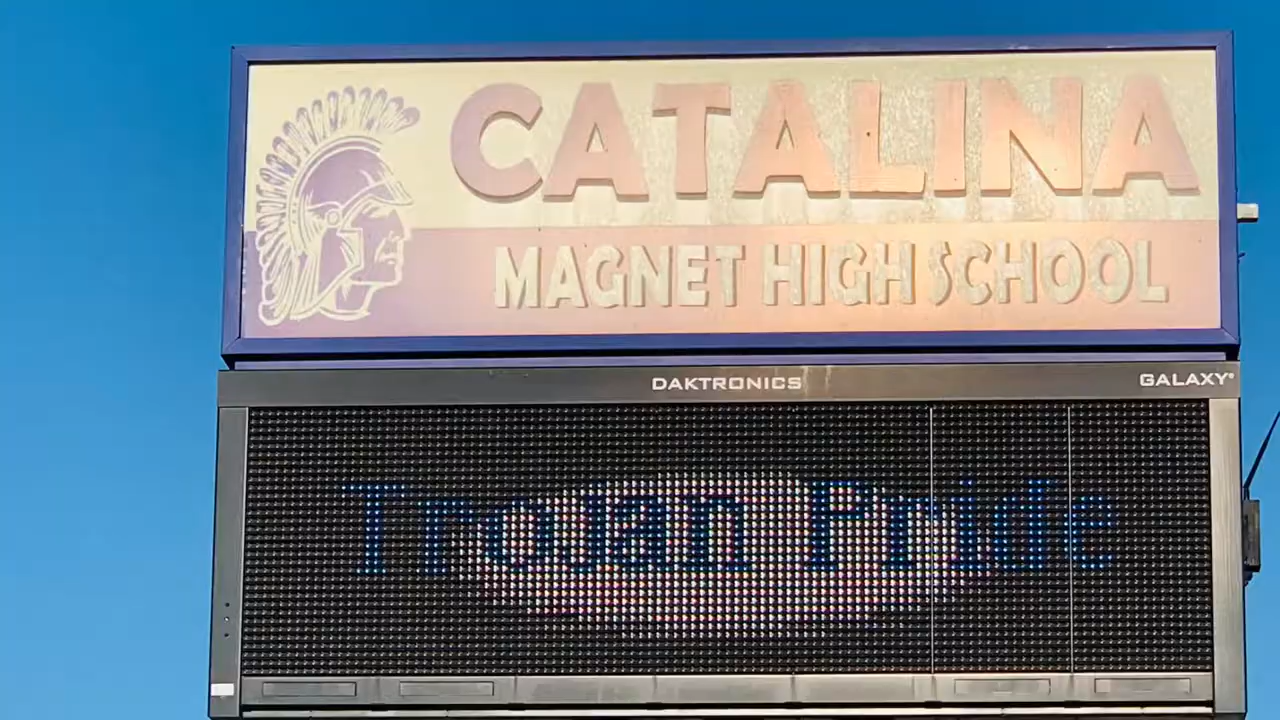 CATALINA
MAGNET HIGH SCHOOL
DAKTRONICS
GALAXY®
Trojan Pride